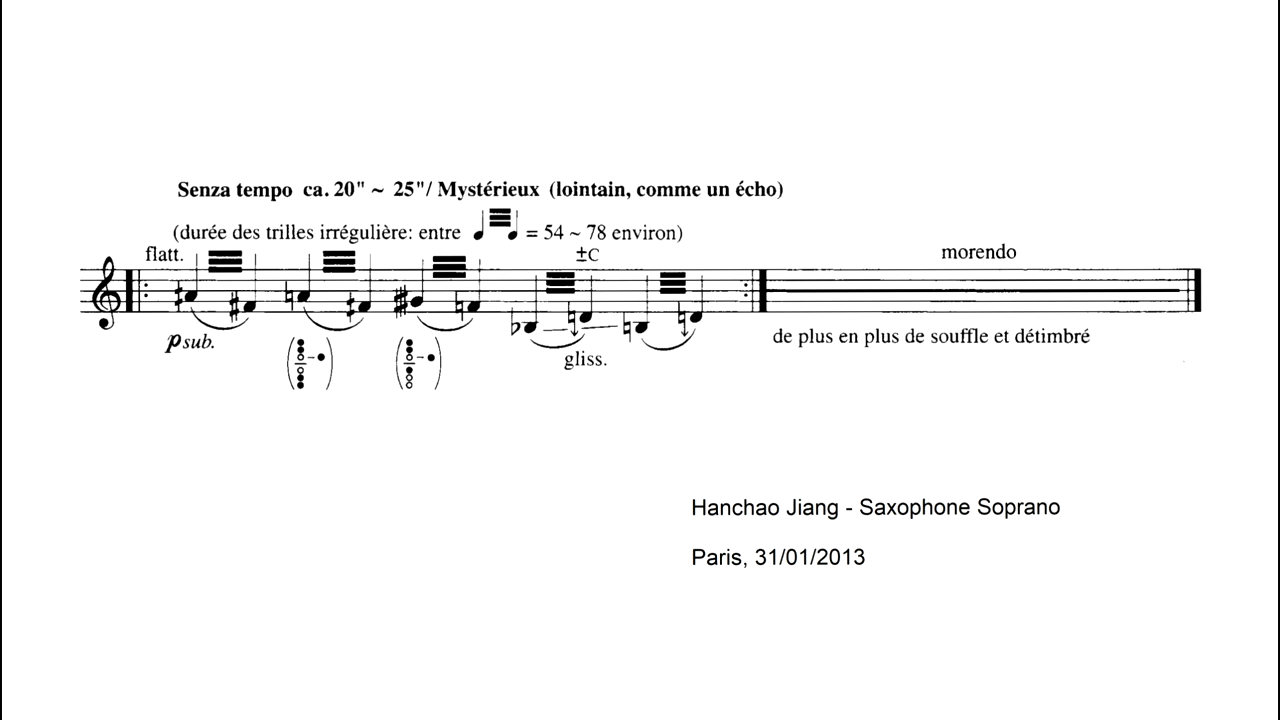 Senza tempo ca. 20" ~ 25"/ Mystérieux (lointain, comme un écho)
(durée des trilles irrégulière: entre = 54 ~ 78 environ)
flatt.
±C
morendo
p sub.
gliss.
de plus en plus de souffle et détimbré
Hanchao Jiang - Saxophone Soprano
Paris, 31/01/2013